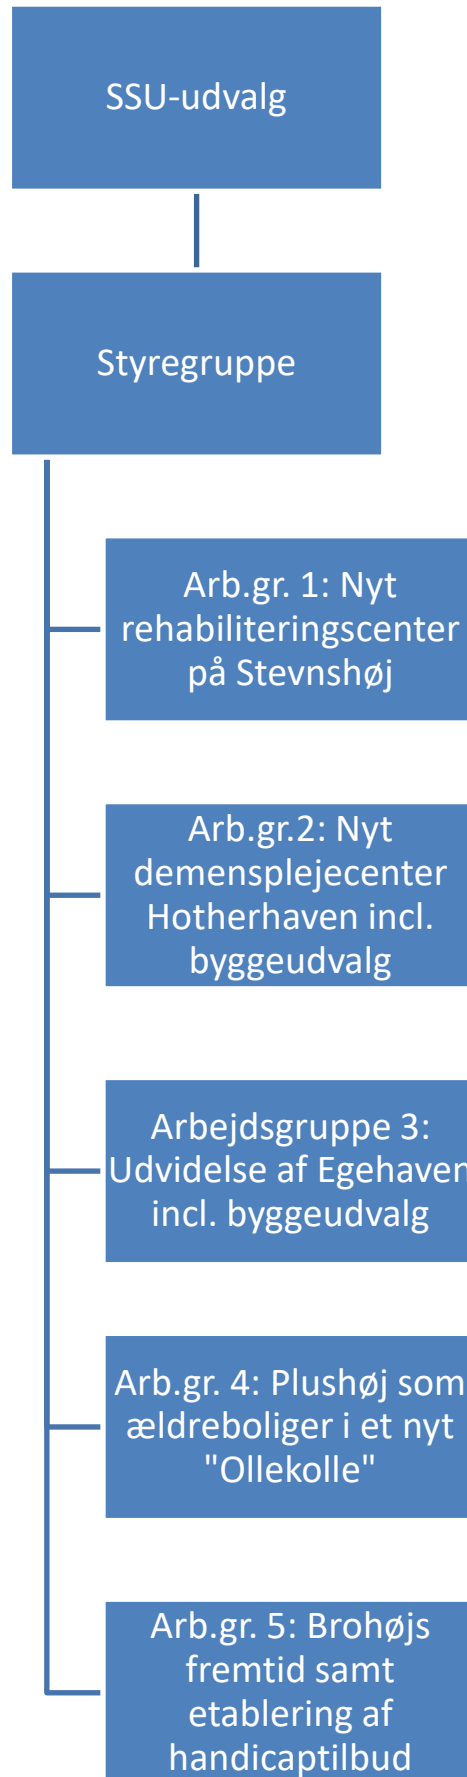 SSU-udvalg
Styregruppe
Arb.gr. 1: Nyt
rehabiliteringscenter
på Stevnshøj
Arb.gr.2: Nyt
demensplejecenter
Hotherhaven incl.
byggeudvalg
Arbejdsgruppe 3:
Udvidelse af Egehaven
incl. byggeudvalg
Arb.gr. 4: Plushøj som
ældreboliger i et nyt
"Ollekolle"
Arb.gr. 5: Brohøjs
fremtid samt
etablering af
handicaptilbud